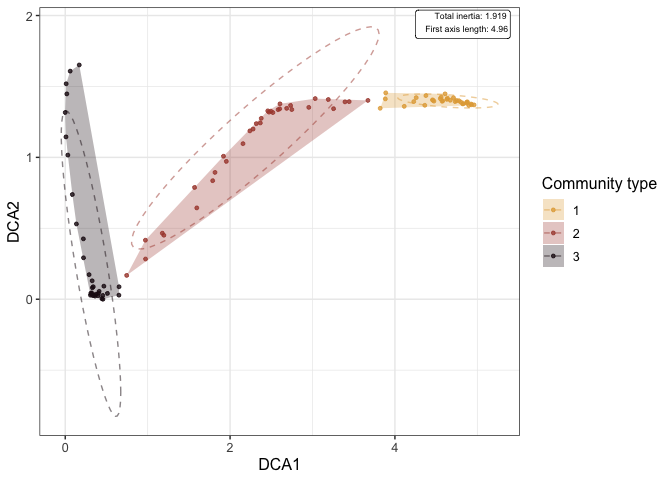 Total inertia: 1.919
First axis length: 4.96
2
1
0
DCA2
0
2
4
DCA1
Community type
1
2
3